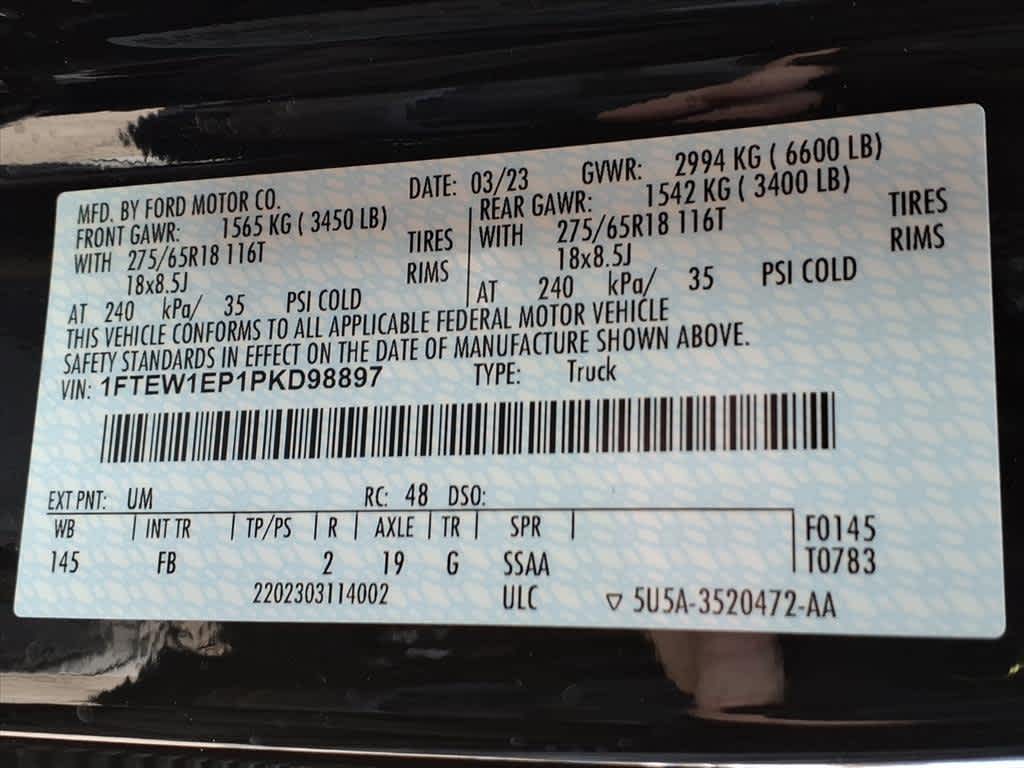 MFD. BY FORD MOTOR CO. DATE: 03/23 GVWR: 2994 KG ( 6600 LB)
FRONT GAWR: 1565 KG ( 3450 LB) REAR GAWR: 1542 KG ( 3400 LB)
WITH 275/65R18 116T TIRES WITH 275/65R18 116T TIRES
18x8.5J RIMS 18x8.5J RIMS
AT 240 kPa/ 35 PSI COLD AT 240 kPa/ 35 PSI COLD
THIS VEHICLE CONFORMS TO ALL APPLICABLE FEDERAL MOTOR VEHICLE
SAFETY STANDARDS IN EFFECT ON THE DATE OF MANUFACTURE SHOWN ABOVE.
VIN: 1FTEW1EP1PKD98897 TYPE: Truck
EXT PNT: UM RC: 48 DSO:
WB INT TR TP/PS R AXLE TR SPR F0145
145 FB 2 19 G SSAA T0783
2202303114002 ULC ▽ 5U5A-3520472-AA